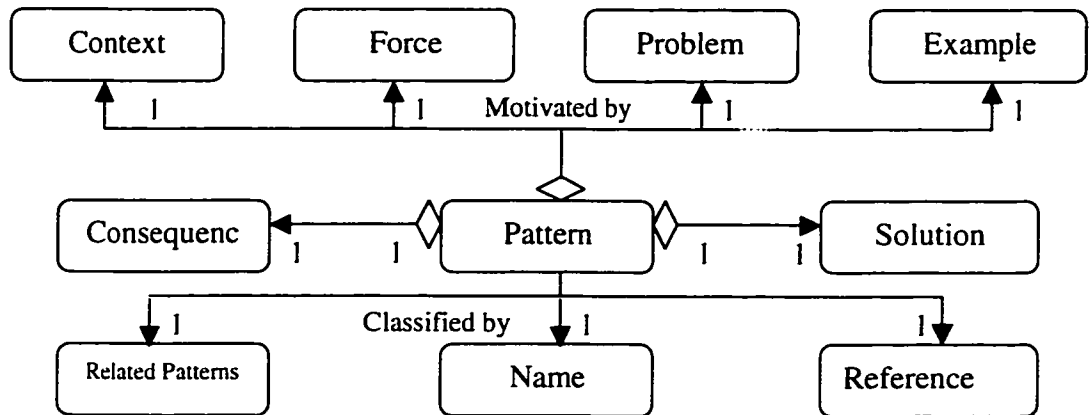 Context Force Problem Example
1 1 Motivated by 1 1
Consequenc Pattern Solution
1 1 1 1
1 Classified by 1 1
Related Patterns Name Reference